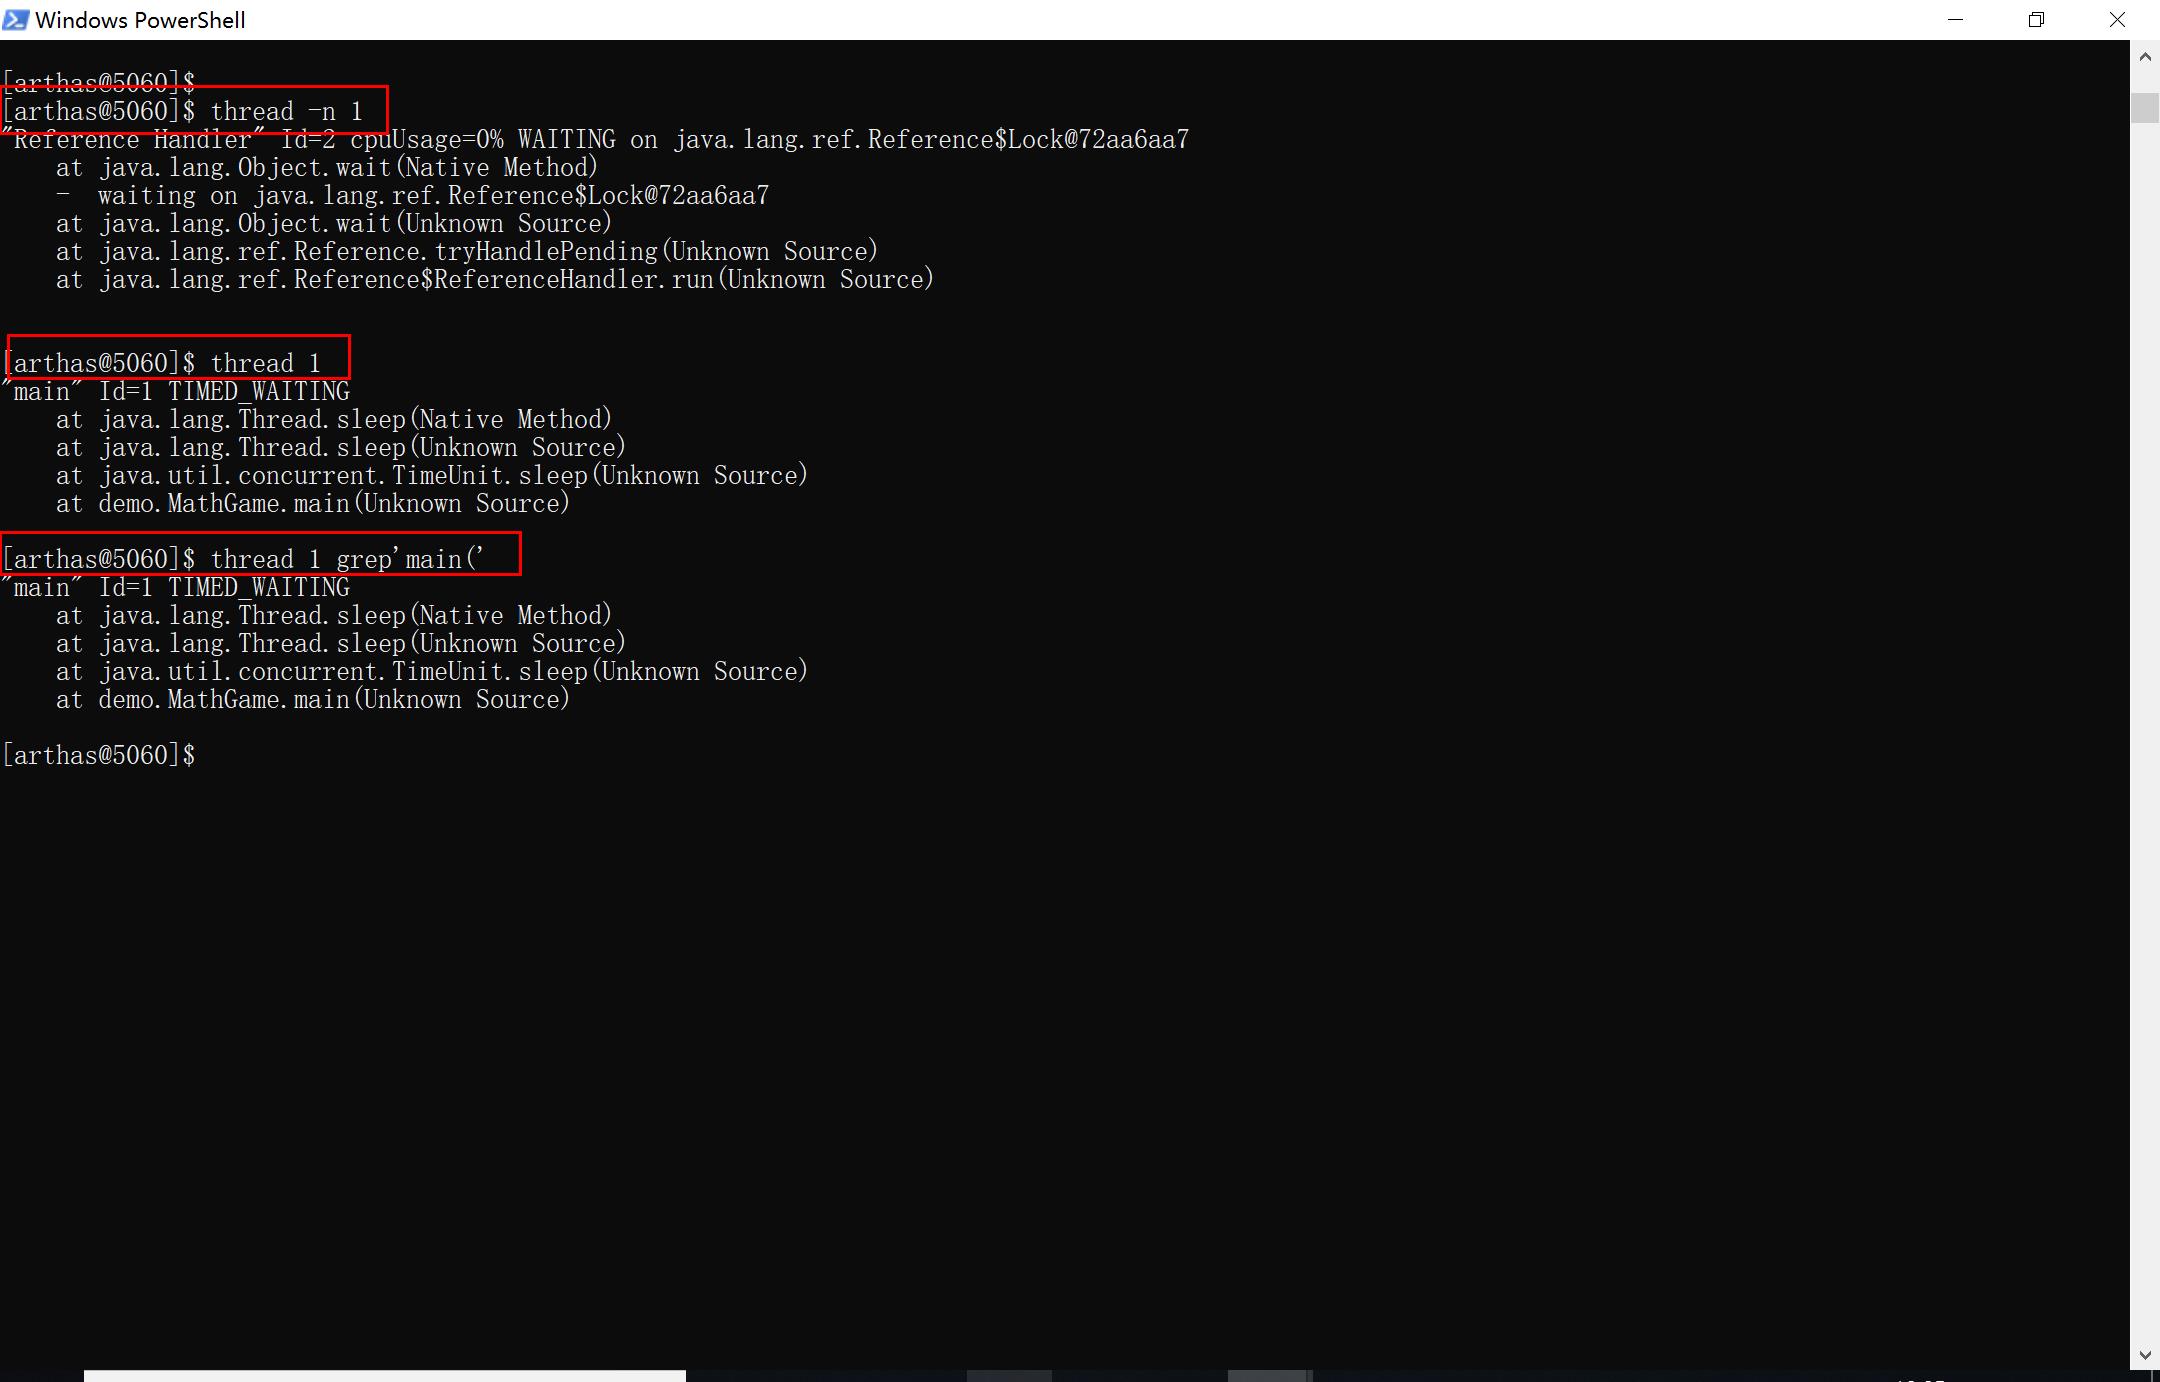 Windows PowerShell
[arthas@5060]$
[arthas@5060]$ thread -n 1
"Reference Handler" Id=2 cpuUsage=0% WAITING on java.lang.ref.Reference$Lock@72aa6aa7
at java.lang.Object.wait(Native Method)
- waiting on java.lang.ref.Reference$Lock@72aa6aa7
at java.lang.Object.wait(Unknown Source)
at java.lang.ref.Reference.tryHandlePending(Unknown Source)
at java.lang.ref.Reference$ReferenceHandler.run(Unknown Source)
[arthas@5060]$ thread 1
"main" Id=1 TIMED_WAITING
at java.lang.Thread.sleep(Native Method)
at java.lang.Thread.sleep(Unknown Source)
at java.util.concurrent.TimeUnit.sleep(Unknown Source)
at demo.MathGame.main(Unknown Source)
[arthas@5060]$ thread 1 grep'main('
"main" Id=1 TIMED_WAITING
at java.lang.Thread.sleep(Native Method)
at java.lang.Thread.sleep(Unknown Source)
at java.util.concurrent.TimeUnit.sleep(Unknown Source)
at demo.MathGame.main(Unknown Source)
[arthas@5060]$